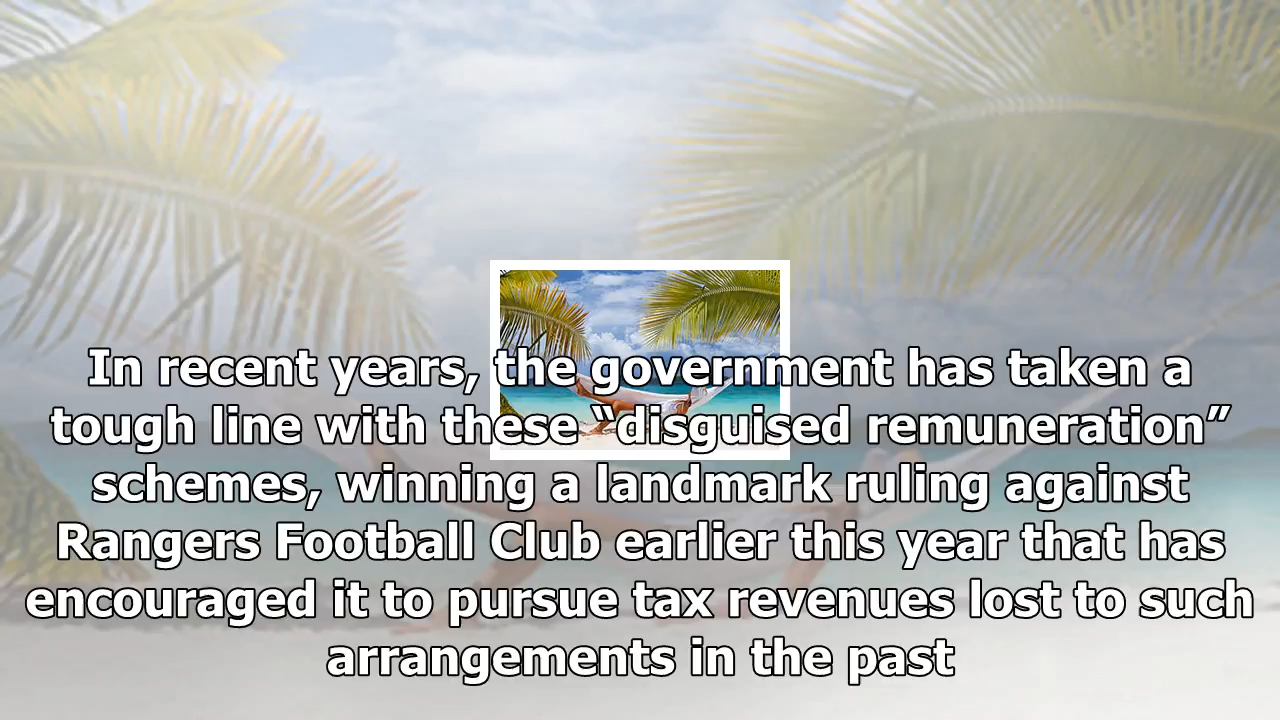 In recent years, the government has taken a
tough line with these “disguised remuneration”
schemes, winning a landmark ruling against
Rangers Football Club earlier this year that has
encouraged it to pursue tax revenues lost to such
arrangements in the past